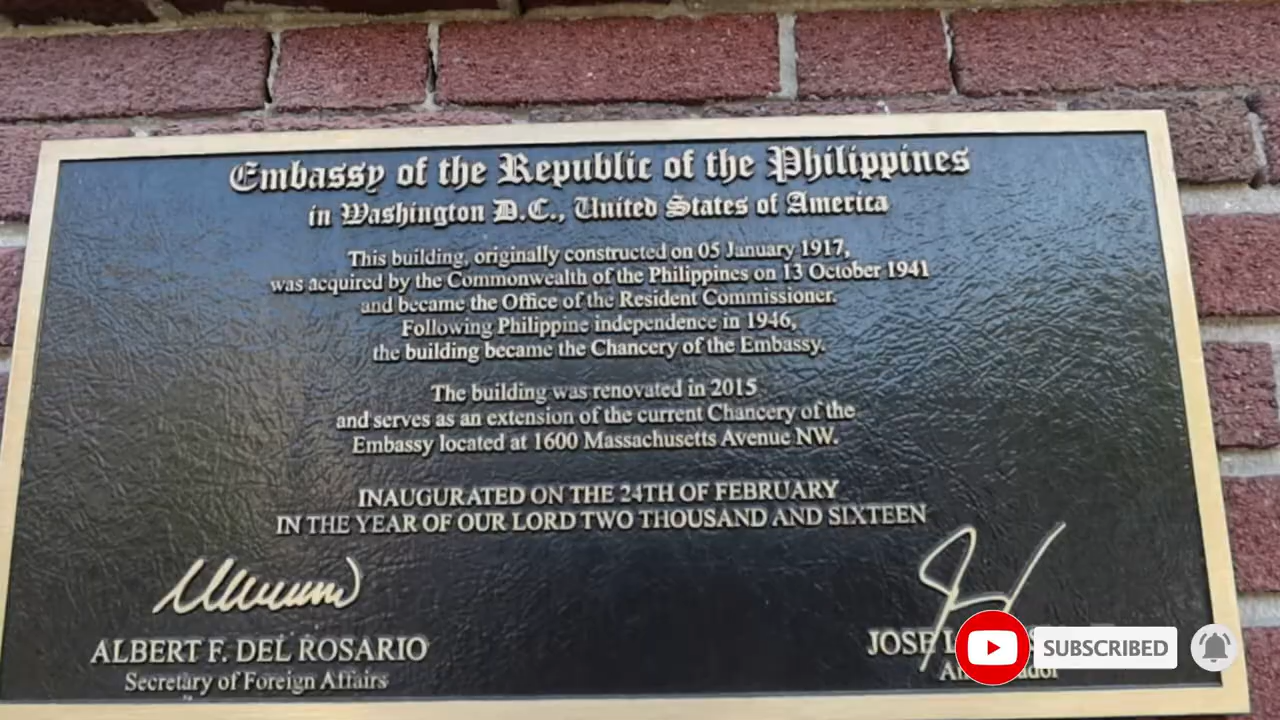 Embassy of the Republic of the Philippines
in Washington D.C., United States of America
This building, originally constructed on 05 January 1917,
was acquired by the Commonwealth of the Philippines on 13 October 1941
and became the Office of the Resident Commissioner.
Following Philippine independence in 1946,
the building became the Chancery of the Embassy.
The building was renovated in 2015
and serves as an extension of the current Chancery of the
Embassy located at 1600 Massachusetts Avenue NW.
INAUGURATED ON THE 24TH OF FEBRUARY
IN THE YEAR OF OUR LORD TWO THOUSAND AND SIXTEEN
ALBERT F. DEL ROSARIO
Secretary of Foreign Affairs
JOSE
SUBSCRIBED